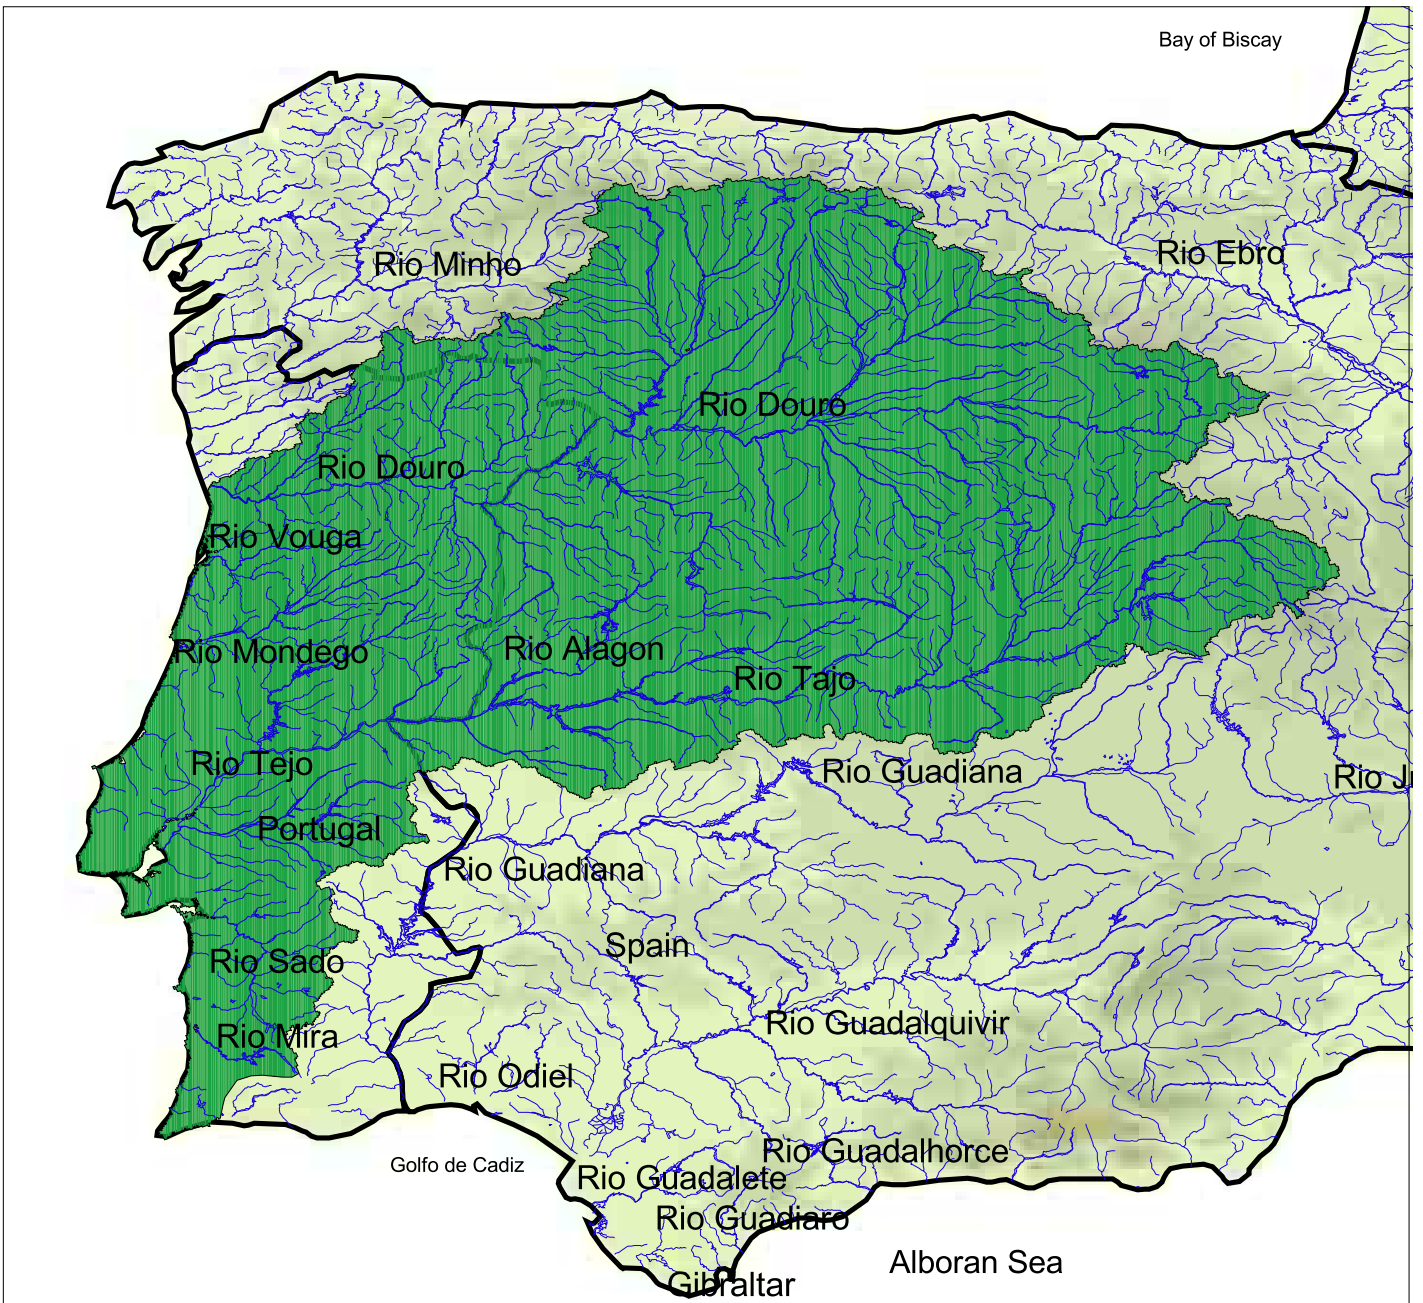 Bay of Biscay
Rio Minho
Rio Ebro
Rio Douro
Rio Douro
Rio Vouga
Rio Mondego
Rio Alagon
Rio Tajo
Rio Tejo
Rio Guadiana
Rio J
Portugal
Rio Guadiana
Spain
Rio Sado
Rio Guadalquivir
Rio Mira
Rio Odiel
Rio Guadalhorce
Golfo de Cadiz
Rio Guadalete
Rio Guadiaro
Alboran Sea
Gibraltar